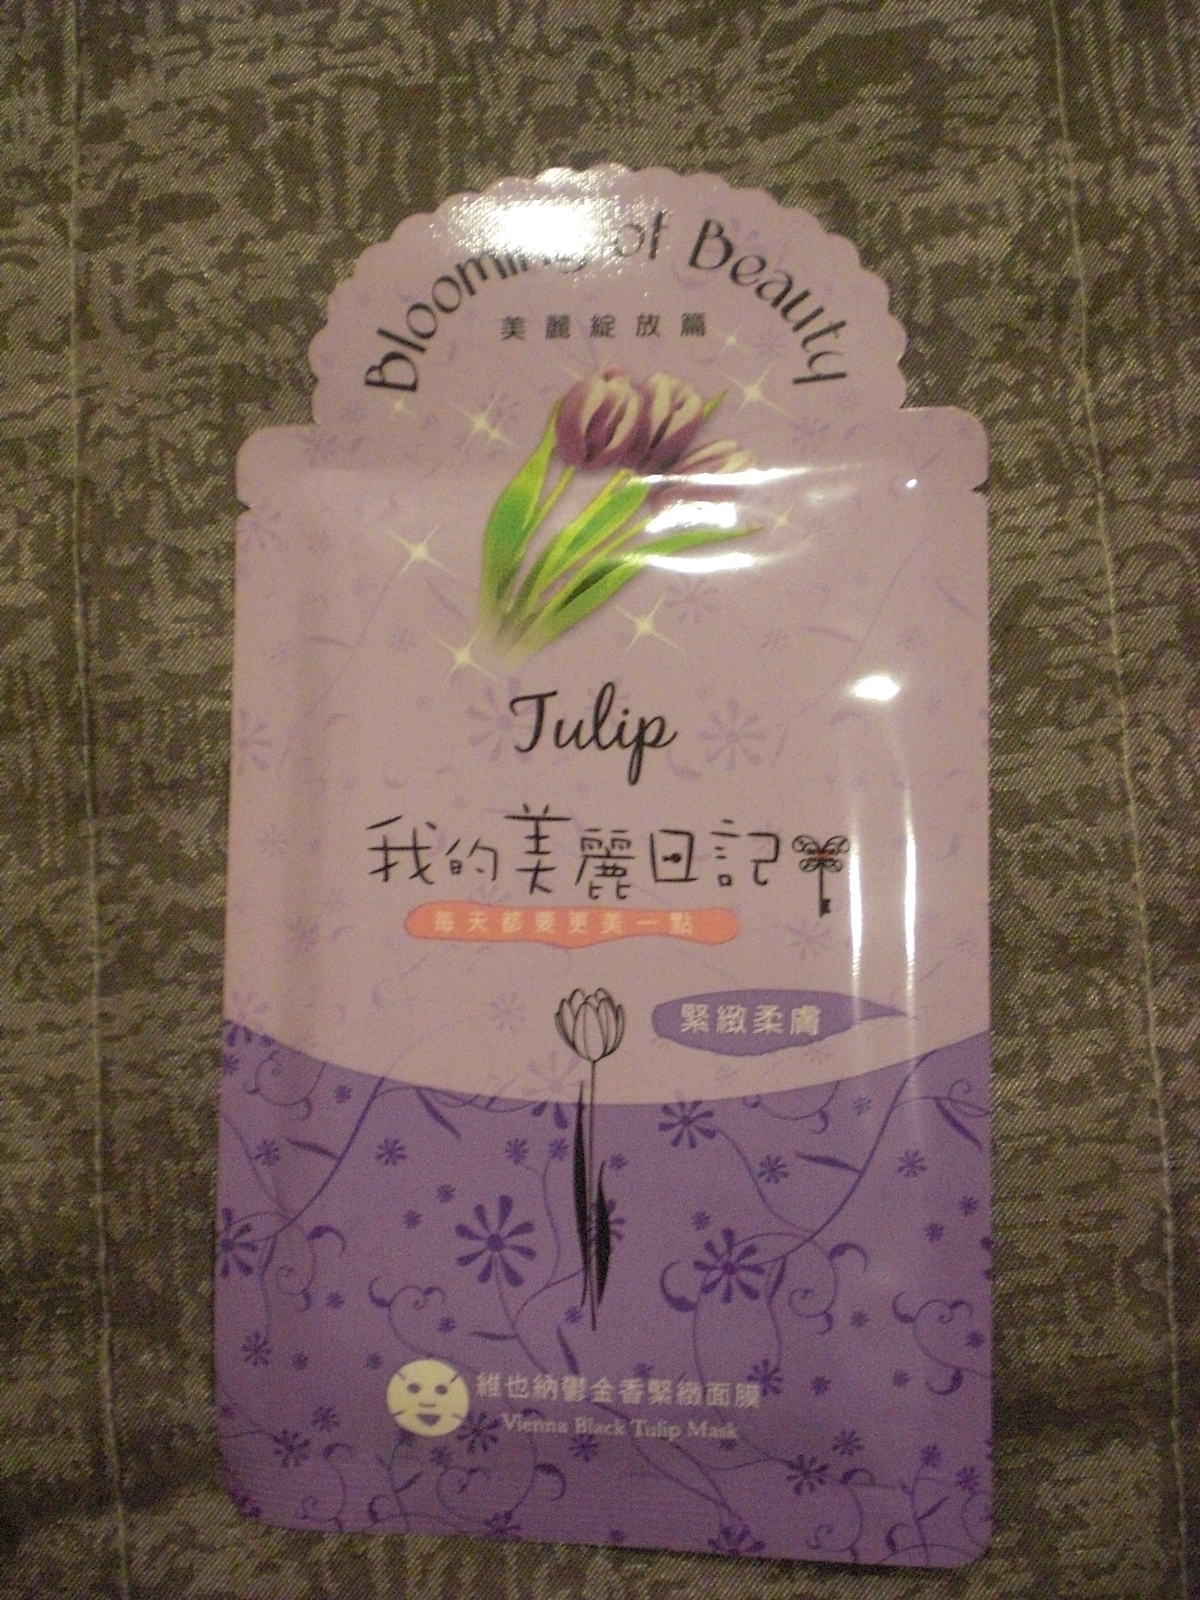 Blooming of Beauty
美麗綻放篇
Tulip
我的美麗日記
每天都要更美一點
緊緻柔膚
維也納鬱金香緊緻面膜
Vienna Black Tulip Mask